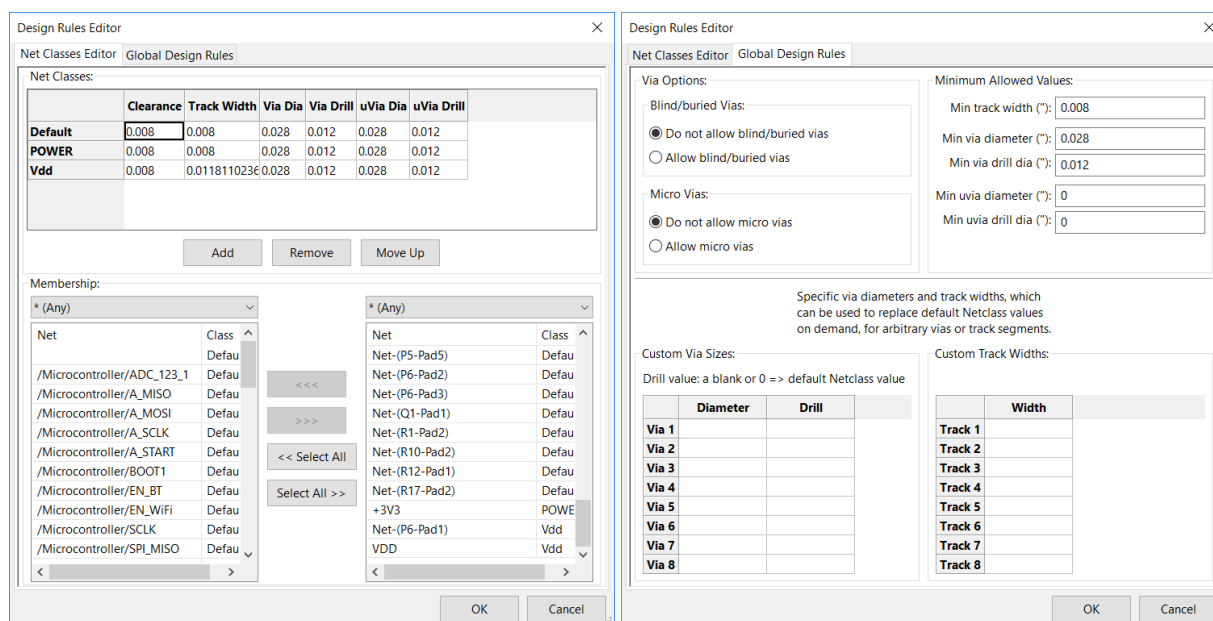 Design Rules Editor
Net Classes Editor Global Design Rules
Net Classes:
Clearance Track Width Via Dia Via Drill uVia Dia uVia Drill
Default 0.008 0.008 0.028 0.012 0.028 0.012
POWER 0.008 0.008 0.028 0.012 0.028 0.012
Vdd 0.008 0.0118110236 0.028 0.012 0.028 0.012
Add Remove Move Up
Membership:
* (Any)
Net Class
Defau
/Microcontroller/ADC_123_1 Defau
/Microcontroller/A_MISO Defau
/Microcontroller/A_MOSI Defau
/Microcontroller/A_SCLK Defau
/Microcontroller/A_START Defau
/Microcontroller/BOOT1 Defau
/Microcontroller/EN_BT Defau
/Microcontroller/EN_WiFi Defau
/Microcontroller/SCLK Defau
/Microcontroller/SPI_MISO Defau
<<<
>>>
<< Select All
Select All >>
* (Any)
Net Class
Net-(P5-Pad5) Defau
Net-(P6-Pad2) Defau
Net-(P6-Pad3) Defau
Net-(Q1-Pad1) Defau
Net-(R1-Pad2) Defau
Net-(R10-Pad2) Defau
Net-(R12-Pad1) Defau
Net-(R17-Pad2) Defau
+3V3 POWE
Net-(P6-Pad1) Vdd
VDD Vdd
OK Cancel
Design Rules Editor
Net Classes Editor Global Design Rules
Via Options:
Blind/buried Vias:
Do not allow blind/buried vias
Allow blind/buried vias
Micro Vias:
Do not allow micro vias
Allow micro vias
Minimum Allowed Values:
Min track width ("): 0.008
Min via diameter ("): 0.028
Min via drill dia ("): 0.012
Min uvia diameter ("): 0
Min uvia drill dia ("): 0
Specific via diameters and track widths, which
can be used to replace default Netclass values
on demand, for arbitrary vias or track segments.
Custom Via Sizes:
Drill value: a blank or 0 => default Netclass value
Diameter Drill
Via 1
Via 2
Via 3
Via 4
Via 5
Via 6
Via 7
Via 8
Custom Track Widths:
Width
Track 1
Track 2
Track 3
Track 4
Track 5
Track 6
Track 7
Track 8
OK Cancel